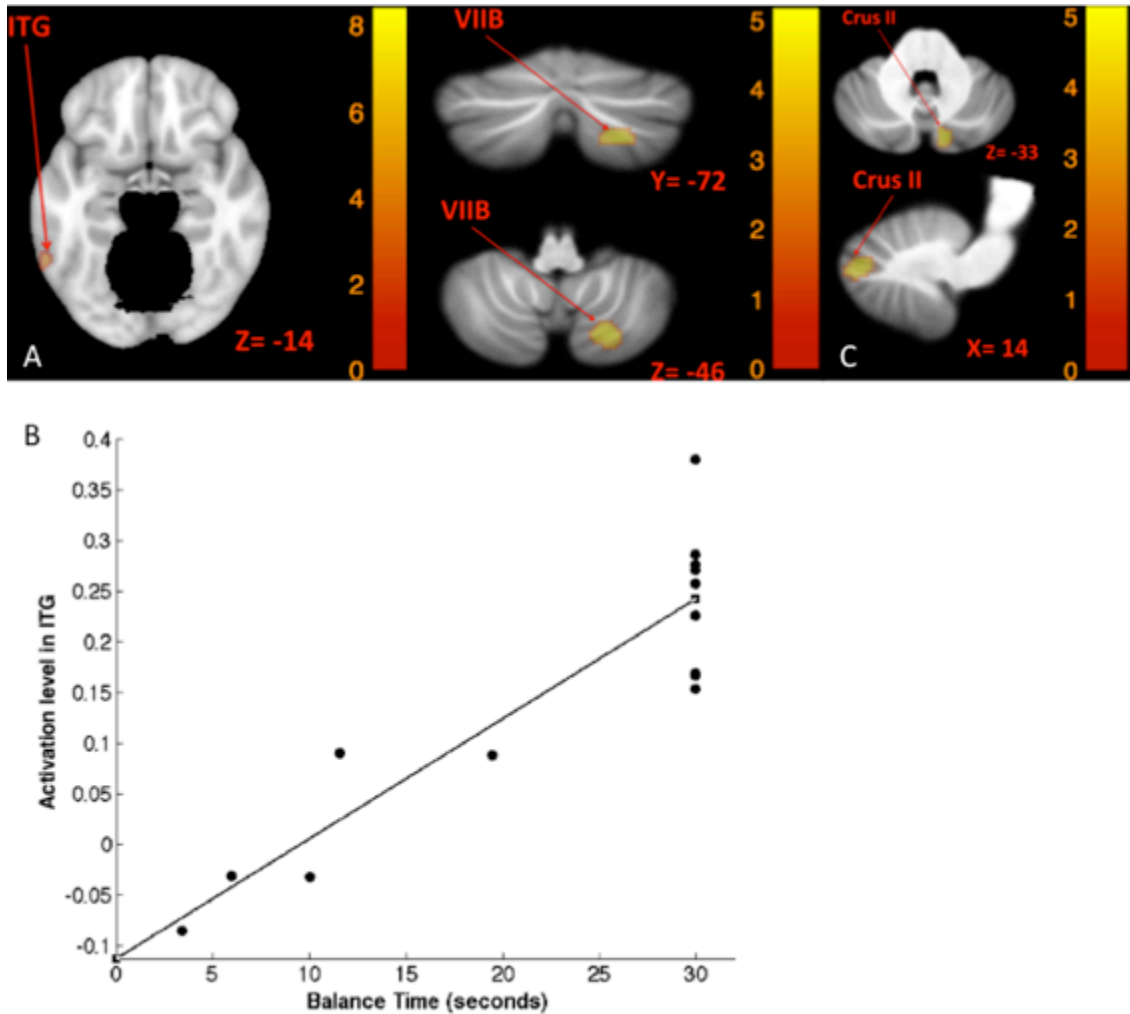 ITG
8
6
4
2
0
Z= -14
A
VIIB
Y= -72
VIIB
Z= -46
5
4
3
2
1
0
Crus II
Z= -33
Crus II
X= 14
C
5
4
3
2
1
0
B
0.4
0.35
0.3
0.25
0.2
0.15
0.1
0.05
0
-0.05
-0.1
Activation level in ITG
0 5 10 15 20 25 30
Balance Time (seconds)